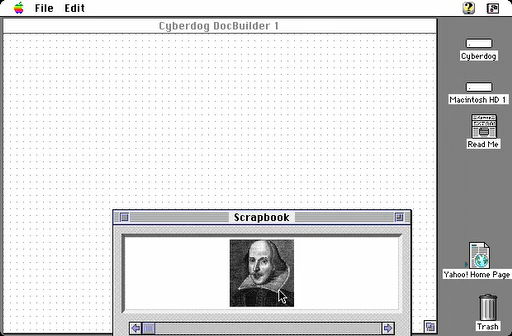 File Edit
Cyberdog DocBuilder 1
Cyberdog
Macintosh HD 1
Read Me
Scrapbook
Yahoo! Home Page
Trash